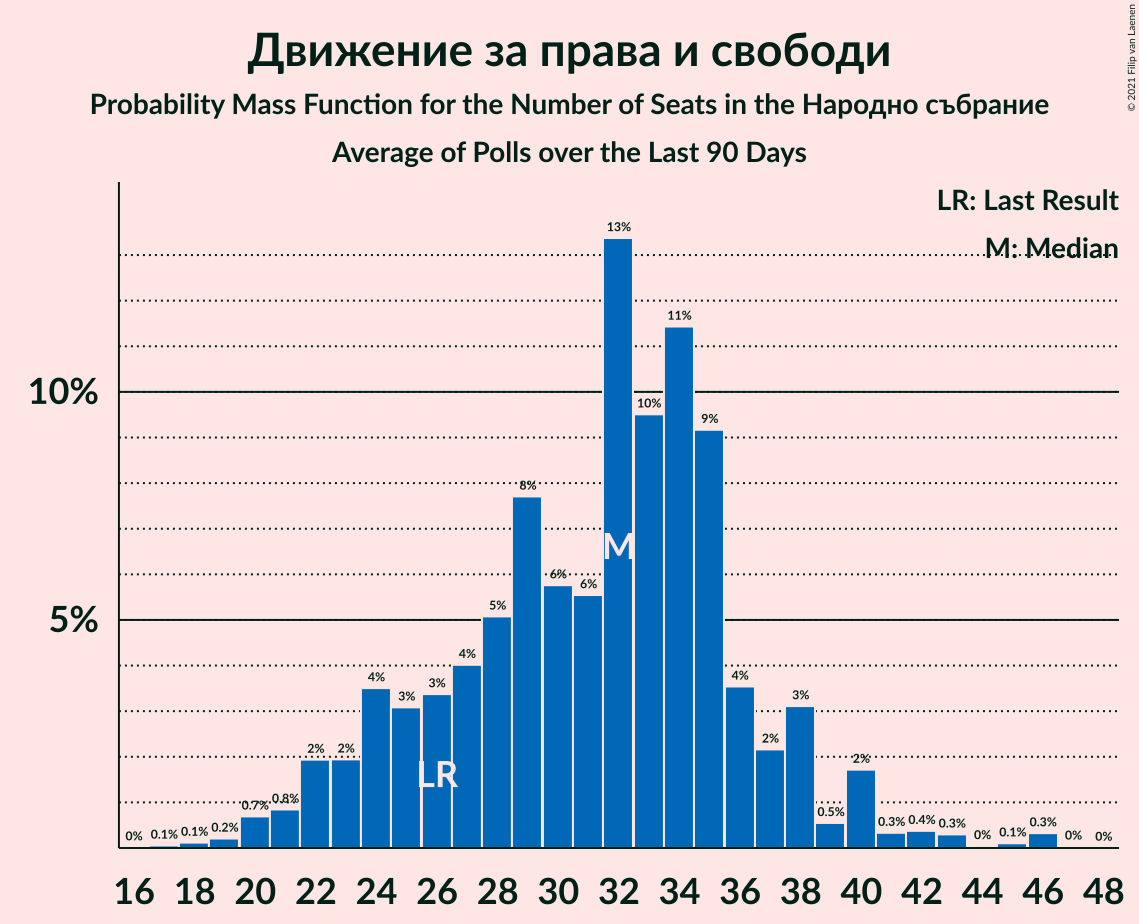 Движение за права и свободи
Probability Mass Function for the Number of Seats in the Народно събрание
Average of Polls over the Last 90 Days
© 2021 Filip van Laenen
LR: Last Result
M: Median
10%
5%
0% 0.1% 0.1% 0.2% 0.7% 0.8% 2% 2% 4% 3% 3% 4% 5% 8% 6% 6% 13% 10% 11% 9% 4% 2% 3% 0.5% 2% 0.3% 0.4% 0.3% 0% 0.1% 0.3% 0% 0%
M
LR
16 18 20 22 24 26 28 30 32 34 36 38 40 42 44 46 48